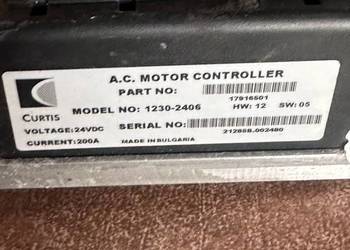 A.C. MOTOR CONTROLLER
PART NO:
17916501
MODEL NO: 1230-2406 HW: 12 SW: 05
CURTIS
SERIAL NO:
VOLTAGE:24VDC
21285B.002480
CURRENT:200A MADE IN BULGARIA